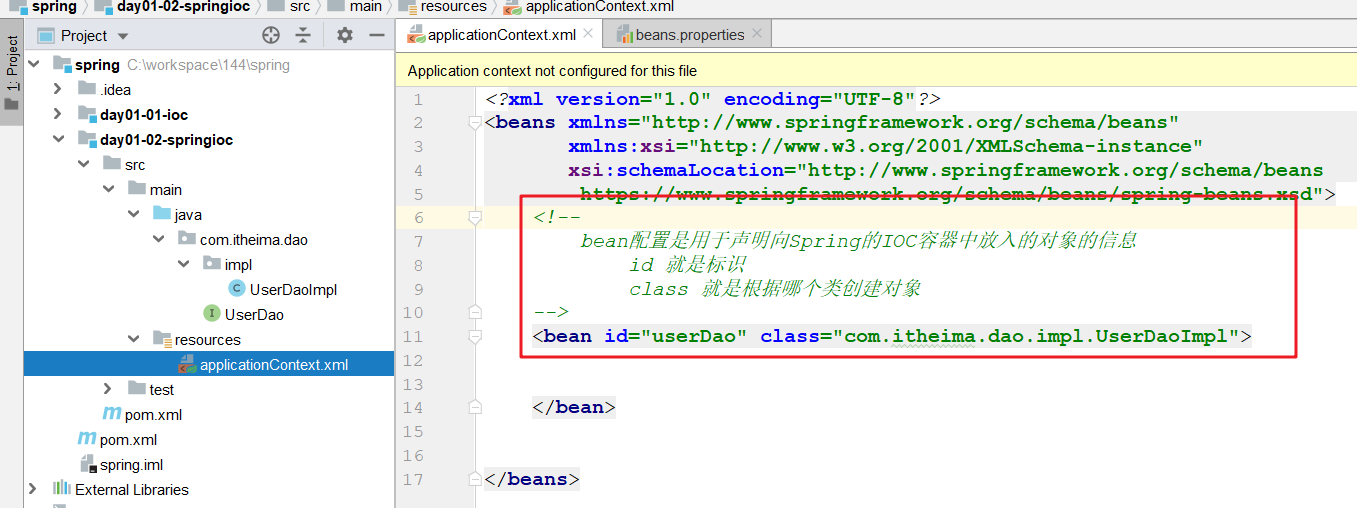 spring day01-02-springioc src main resources applicationContext.xml
1: Project
Project
applicationContext.xml beans.properties
spring C:\workspace\144\spring
.idea
day01-01-ioc
day01-02-springioc
src
main
java
com.itheima.dao
impl
UserDaoImpl
UserDao
resources
applicationContext.xml
test
pom.xml
pom.xml
spring.iml
External Libraries
Application context not configured for this file
1 <?xml version="1.0" encoding="UTF-8"?>
2 <beans xmlns="http://www.springframework.org/schema/beans"
3 xmlns:xsi="http://www.w3.org/2001/XMLSchema-instance"
4 xsi:schemaLocation="http://www.springframework.org/schema/beans
5 https://www.springframework.org/schema/beans/spring-beans.xsd">
6 <!--
7 bean配置是用于声明向Spring的IOC容器中放入的对象的信息
8 id 就是标识
9 class 就是根据哪个类创建对象
10 -->
11 <bean id="userDao" class="com.itheima.dao.impl.UserDaoImpl">
12
13
14 </bean>
15
16
17 </beans>